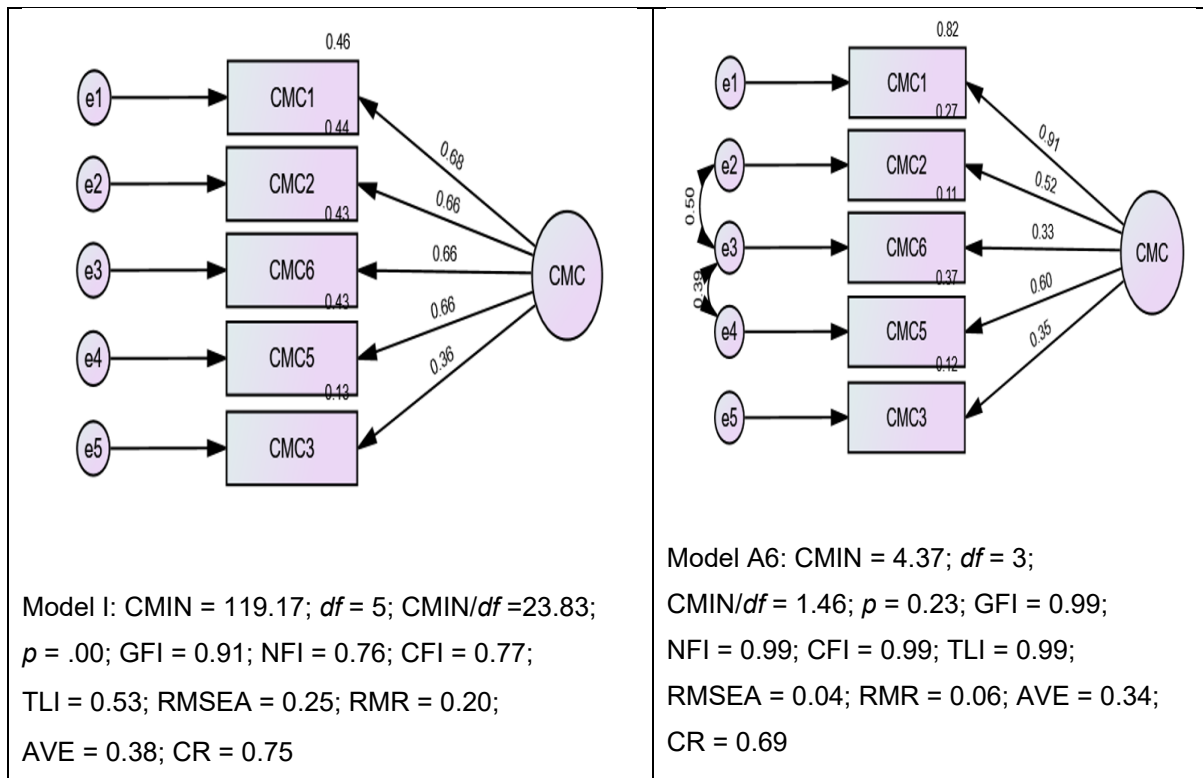 0.46
e1
CMC1
0.44
0.68
e2
CMC2
0.43
0.66
e3
CMC6
0.43
0.66
CMC
e4
CMC5
0.13
0.66
e5
CMC3
0.36
Model I: CMIN = 119.17; df = 5; CMIN/df =23.83;
p = .00; GFI = 0.91; NFI = 0.76; CFI = 0.77;
TLI = 0.53; RMSEA = 0.25; RMR = 0.20;
AVE = 0.38; CR = 0.75
0.82
e1
CMC1
0.27
0.91
e2
CMC2
0.11
0.52
0.50
e3
CMC6
0.37
0.33
CMC
0.39
e4
CMC5
0.12
0.60
e5
CMC3
0.35
Model A6: CMIN = 4.37; df = 3;
CMIN/df = 1.46; p = 0.23; GFI = 0.99;
NFI = 0.99; CFI = 0.99; TLI = 0.99;
RMSEA = 0.04; RMR = 0.06; AVE = 0.34;
CR = 0.69